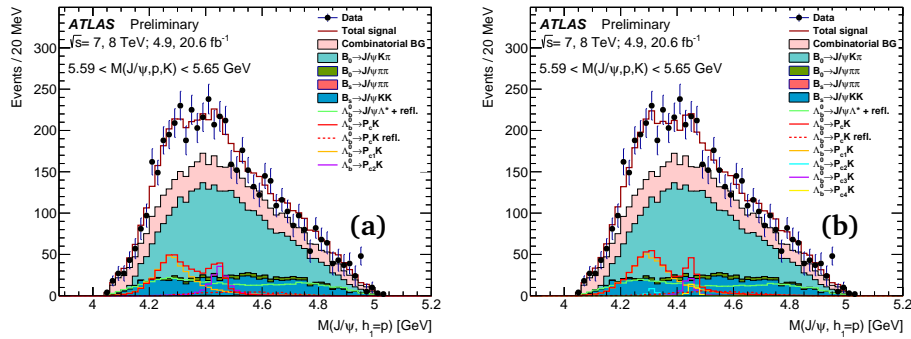 Events / 20 MeV
350
300
250
200
150
100
50
0
ATLAS Preliminary
√s= 7, 8 TeV; 4.9, 20.6 fb⁻¹
5.59 < M(J/ψ,p,K) < 5.65 GeV
Data
Total signal
Combinatorial BG
B₀→J/ψKπ
B₀→J/ψππ
Bₛ→J/ψππ
Bₛ→J/ψKK
Λ⁰_b→J/ψΛ* + refl.
Λ⁰_b→P_cK
Λ⁰_b→P_cK refl.
Λ⁰_b→P_c1K
Λ⁰_b→P_c2K
(a)
4 4.2 4.4 4.6 4.8 5 5.2
M(J/ψ, h₁=p) [GeV]
Events / 20 MeV
350
300
250
200
150
100
50
0
ATLAS Preliminary
√s= 7, 8 TeV; 4.9, 20.6 fb⁻¹
5.59 < M(J/ψ,p,K) < 5.65 GeV
Data
Total signal
Combinatorial BG
B₀→J/ψKπ
B₀→J/ψππ
Bₛ→J/ψππ
Bₛ→J/ψKK
Λ⁰_b→J/ψΛ* + refl.
Λ⁰_b→P_cK
Λ⁰_b→P_cK refl.
Λ⁰_b→P_c1K
Λ⁰_b→P_c2K
Λ⁰_b→P_c3K
Λ⁰_b→P_c4K
(b)
4 4.2 4.4 4.6 4.8 5 5.2
M(J/ψ, h₁=p) [GeV]